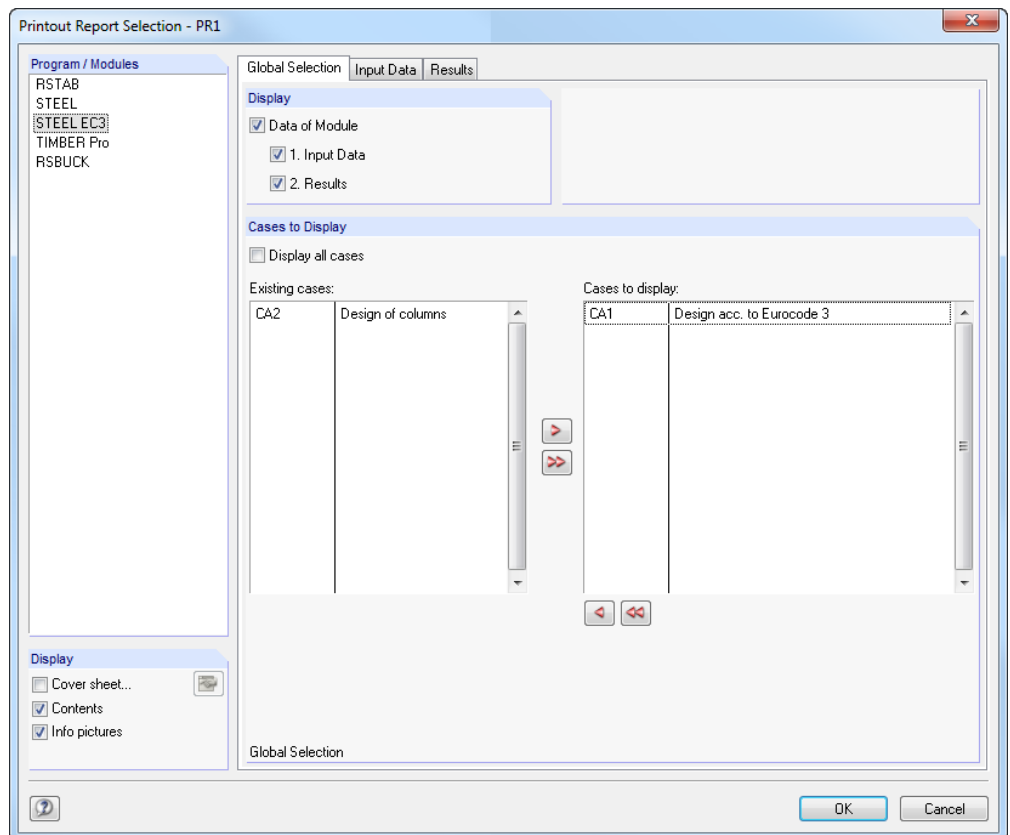 Printout Report Selection - PR1
Program / Modules
RSTAB
STEEL
STEEL EC3
TIMBER Pro
RSBUCK
Display
Cover sheet...
Contents
Info pictures
Global Selection
Input Data
Results
Display
Data of Module
1. Input Data
2. Results
Cases to Display
Display all cases
Existing cases:
CA2 Design of columns
Cases to display:
CA1 Design acc. to Eurocode 3
Global Selection
OK
Cancel